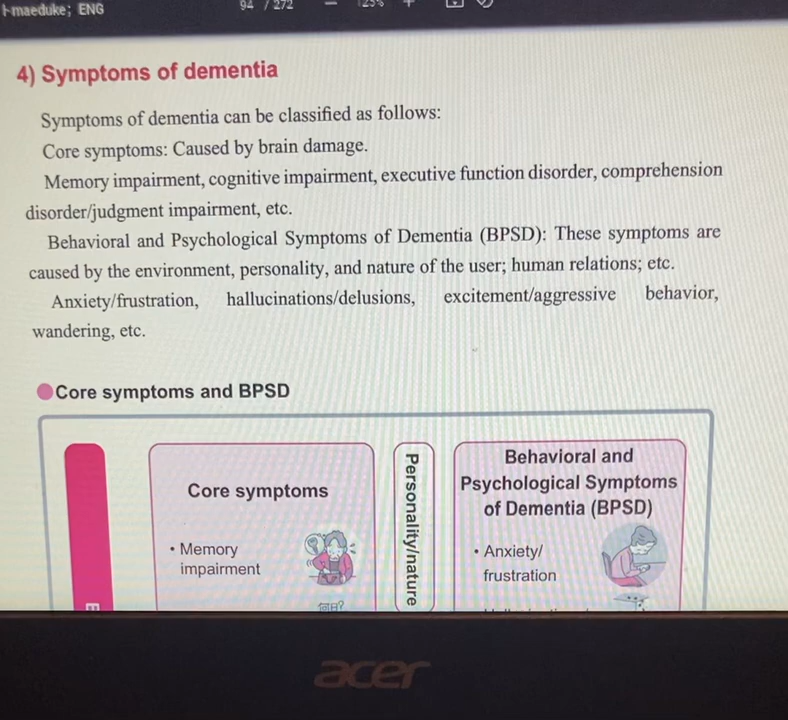 ト-maeduke; ENG
94 / 272
125%
4) Symptoms of dementia
Symptoms of dementia can be classified as follows:
Core symptoms: Caused by brain damage.
Memory impairment, cognitive impairment, executive function disorder, comprehension
disorder/judgment impairment, etc.
Behavioral and Psychological Symptoms of Dementia (BPSD): These symptoms are
caused by the environment, personality, and nature of the user; human relations; etc.
Anxiety/frustration, hallucinations/delusions, excitement/aggressive behavior,
wandering, etc.
Core symptoms and BPSD
Core symptoms
• Memory
impairment
何日?
Personality/nature
Behavioral and
Psychological Symptoms
of Dementia (BPSD)
• Anxiety/
frustration
acer